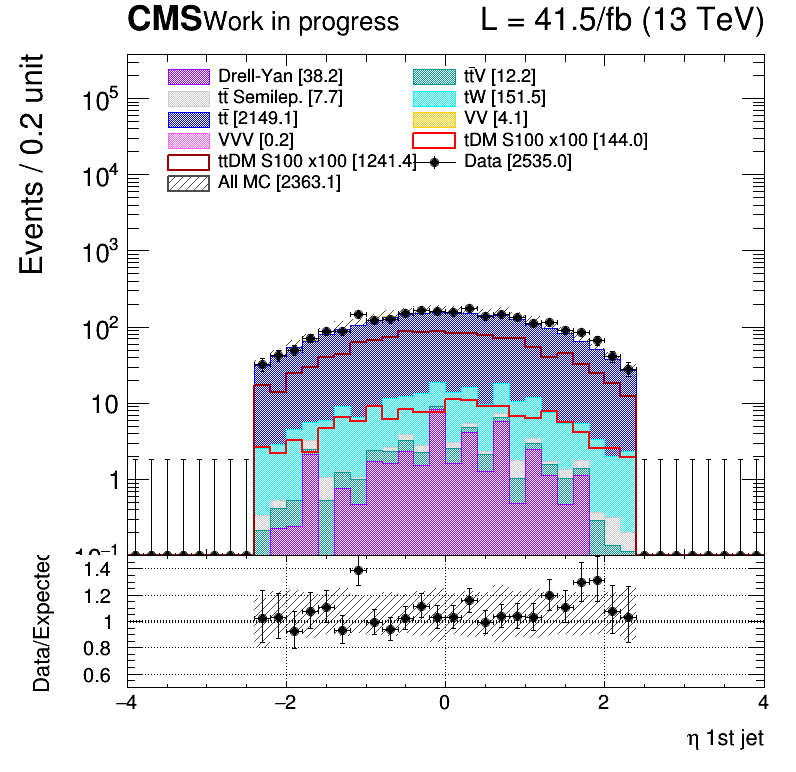 CMS Work in progress L = 41.5/fb (13 TeV)
Events / 0.2 unit
Drell-Yan [38.2] tt̄V [12.2]
tt̄ Semilep. [7.7] tW [151.5]
tt̄ [2149.1] VV [4.1]
VVV [0.2] tDM S100 x100 [144.0]
ttDM S100 x100 [1241.4] Data [2535.0]
All MC [2363.1]
10⁵
10⁴
10³
10²
10
1
10⁻¹
Data/Expected
1.4
1.2
1
0.8
0.6
−4 −2 0 2 4
η 1st jet